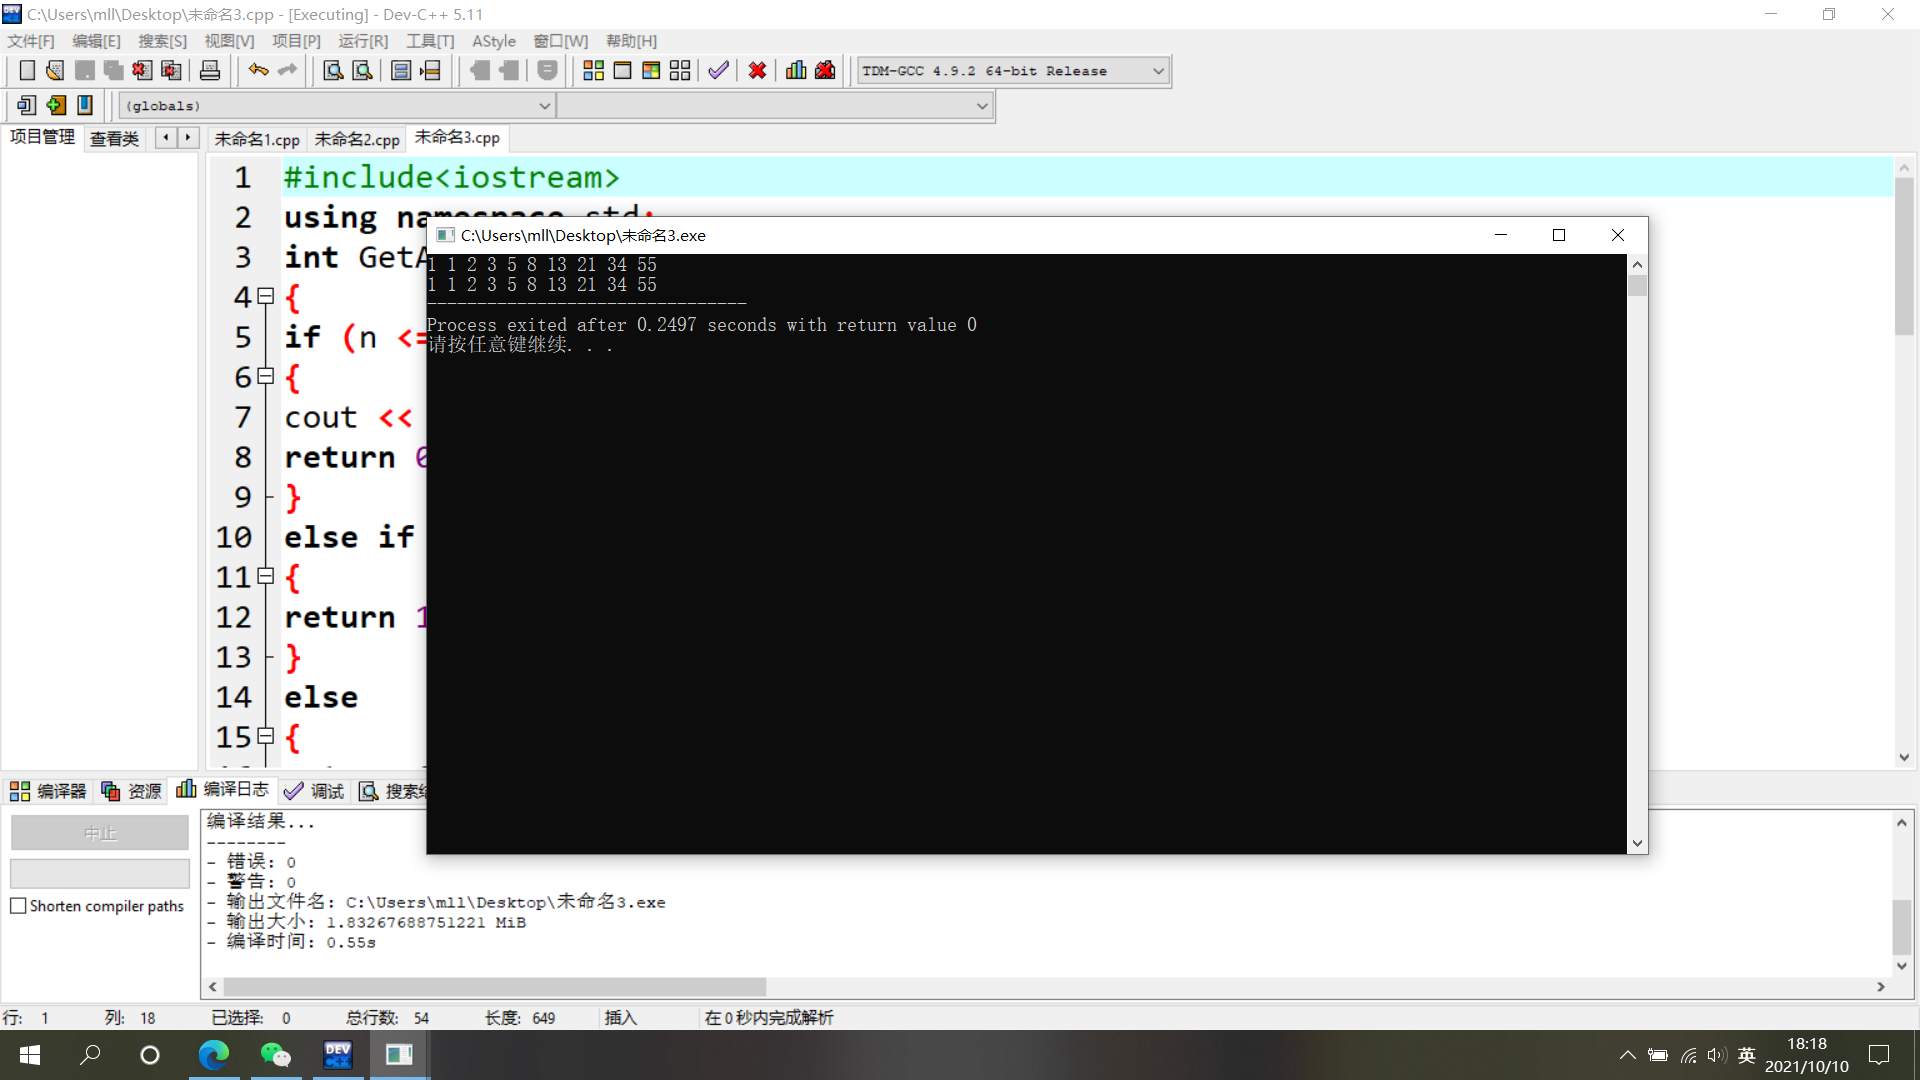 C:\Users\mll\Desktop\未命名3.cpp - [Executing] - Dev-C++ 5.11
文件[F] 编辑[E] 搜索[S] 视图[V] 项目[P] 运行[R] 工具[T] AStyle 窗口[W] 帮助[H]
TDM-GCC 4.9.2 64-bit Release
(globals)
项目管理 查看类 未命名1.cpp 未命名2.cpp 未命名3.cpp
1 #include<iostream>
2 using namespace std;
3 int GetA
4 {
5 if (n <=
6 {
7 cout <<
8 return 0
9 }
10 else if
11 {
12 return 1
13 }
14 else
15 {
C:\Users\mll\Desktop\未命名3.exe
1 1 2 3 5 8 13 21 34 55
1 1 2 3 5 8 13 21 34 55
--------------------------------
Process exited after 0.2497 seconds with return value 0
请按任意键继续. . .
编译器 资源 编译日志 调试 搜索结
中止
Shorten compiler paths
编译结果...
--------
- 错误: 0
- 警告: 0
- 输出文件名: C:\Users\mll\Desktop\未命名3.exe
- 输出大小: 1.83267688751221 MiB
- 编译时间: 0.55s
行: 1 列: 18 已选择: 0 总行数: 54 长度: 649 插入 在 0 秒内完成解析
DEV C++
英
18:18
2021/10/10